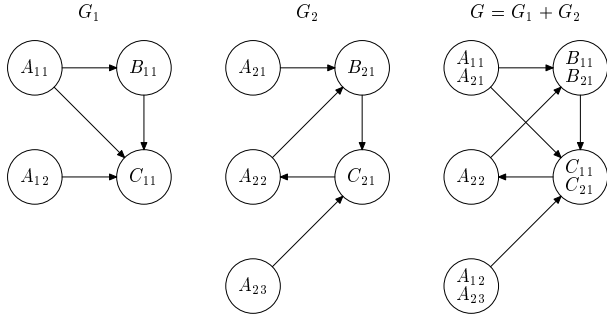 G₁ G₂ G = G₁ + G₂
A₁₁ B₁₁ A₂₁ B₂₁ A₁₁ B₁₁
A₂₁ B₂₁
A₁₂ C₁₁ A₂₂ C₂₁ A₂₂ C₁₁
C₂₁
A₂₃ A₁₂
A₂₃